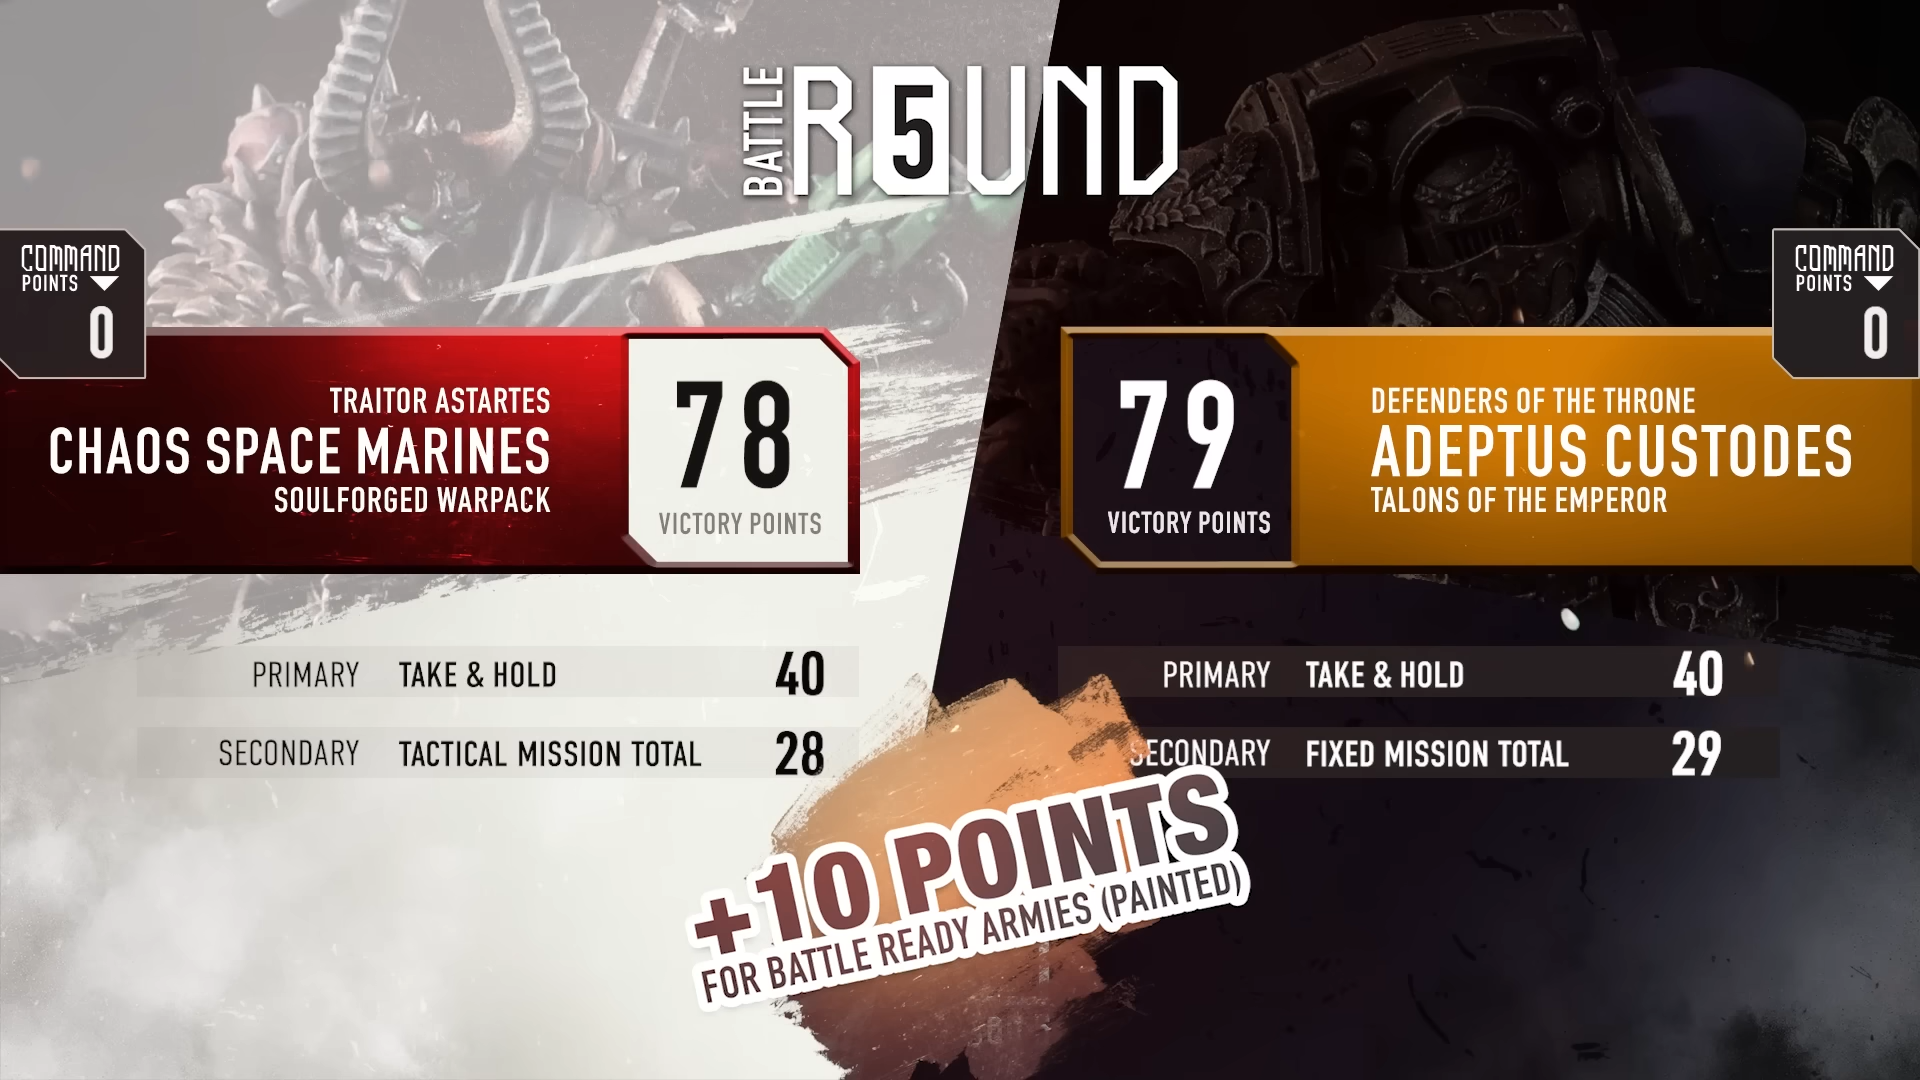 BATTLE
ROUND
5
COMMAND
POINTS
0
TRAITOR ASTARTES
CHAOS SPACE MARINES
SOULFORGED WARPACK
78
VICTORY POINTS
PRIMARY TAKE & HOLD 40
SECONDARY TACTICAL MISSION TOTAL 28
COMMAND
POINTS
0
79
VICTORY POINTS
DEFENDERS OF THE THRONE
ADEPTUS CUSTODES
TALONS OF THE EMPEROR
PRIMARY TAKE & HOLD 40
SECONDARY FIXED MISSION TOTAL 29
+10 POINTS
FOR BATTLE READY ARMIES (PAINTED)